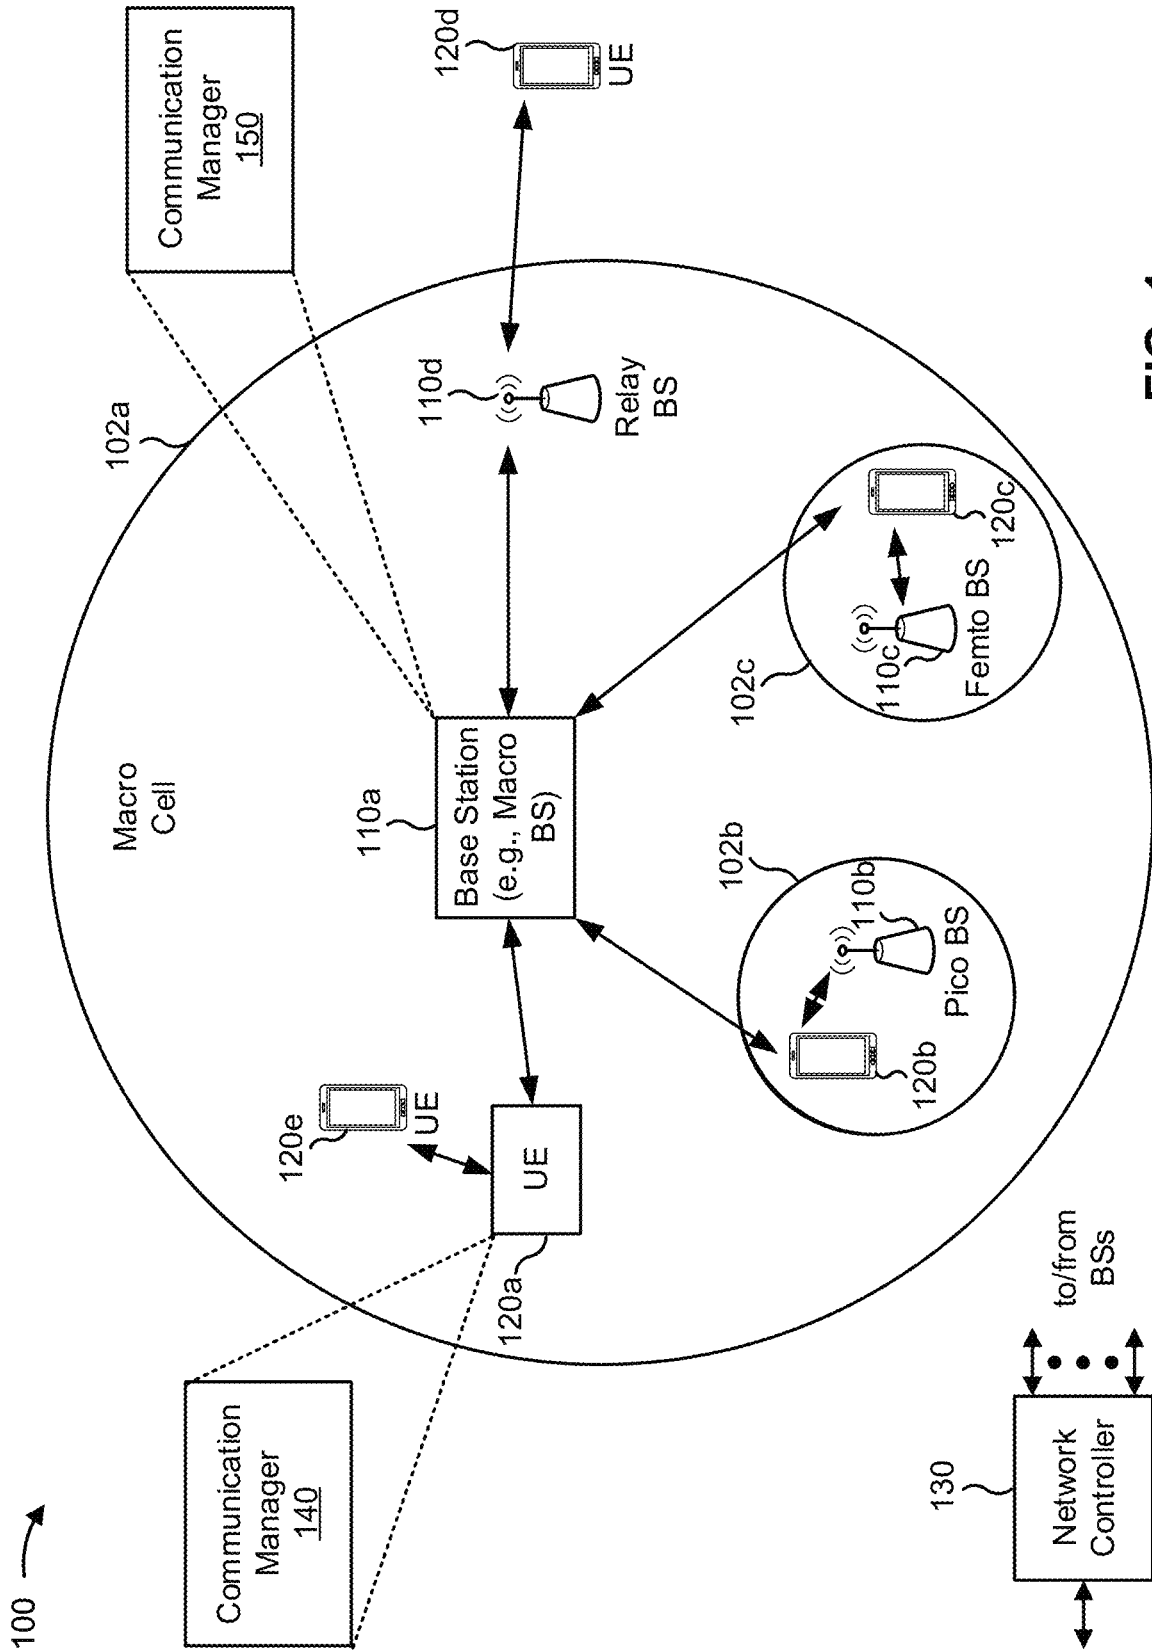 100
Macro
Cell
102a
Communication
Manager
150
Communication
Manager
140
120e
UE
110a
110d
120d
UE
120a
UE
Base Station
(e.g., Macro
BS)
Relay
BS
102b
102c
110b
120b
Pico BS
110c
120c
Femto BS
130
Network
Controller
to/from
BSs
FIG.